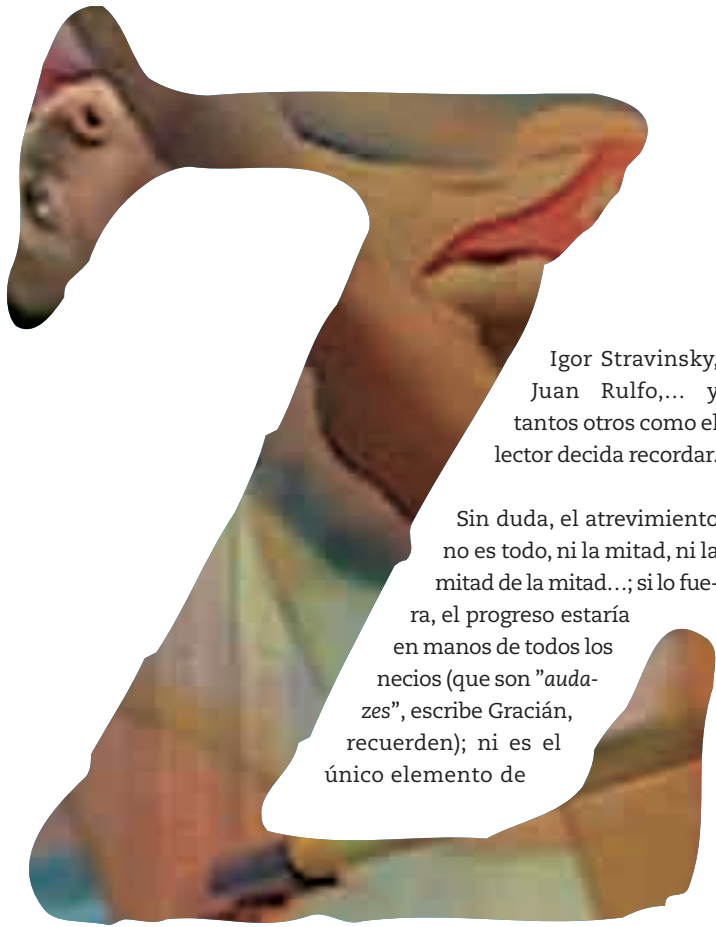 Igor Stravinsky,
Juan Rulfo,... y
tantos otros como el
lector decida recordar.
Sin duda, el atrevimiento
no es todo, ni la mitad, ni la
mitad de la mitad...; si lo fue-
ra, el progreso estaría
en manos de todos los
necios (que son ”auda-
zes”, escribe Gracián,
recuerden); ni es el
único elemento de